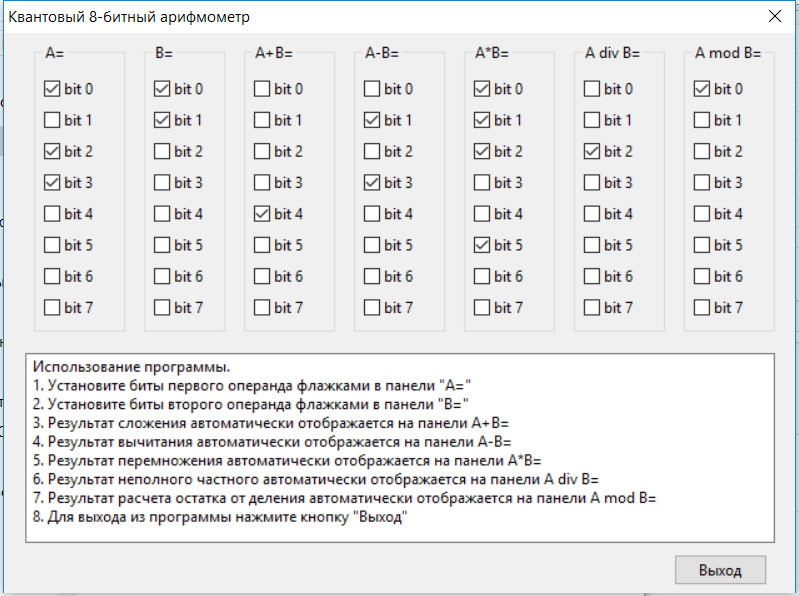 Квантовый 8-битный арифмометр
A= B= A+B= A-B= A*B= A div B= A mod B=
bit 0 bit 0 bit 0 bit 0 bit 0 bit 0 bit 0
bit 1 bit 1 bit 1 bit 1 bit 1 bit 1 bit 1
bit 2 bit 2 bit 2 bit 2 bit 2 bit 2 bit 2
bit 3 bit 3 bit 3 bit 3 bit 3 bit 3 bit 3
bit 4 bit 4 bit 4 bit 4 bit 4 bit 4 bit 4
bit 5 bit 5 bit 5 bit 5 bit 5 bit 5 bit 5
bit 6 bit 6 bit 6 bit 6 bit 6 bit 6 bit 6
bit 7 bit 7 bit 7 bit 7 bit 7 bit 7 bit 7
Использование программы.
1. Установите биты первого операнда флажками в панели "A="
2. Установите биты второго операнда флажками в панели "B="
3. Результат сложения автоматически отображается на панели A+B=
4. Результат вычитания автоматически отображается на панели A-B=
5. Результат перемножения автоматически отображается на панели A*B=
6. Результат неполного частного автоматически отображается на панели A div B=
7. Результат расчета остатка от деления автоматически отображается на панели A mod B=
8. Для выхода из программы нажмите кнопку "Выход"
Выход